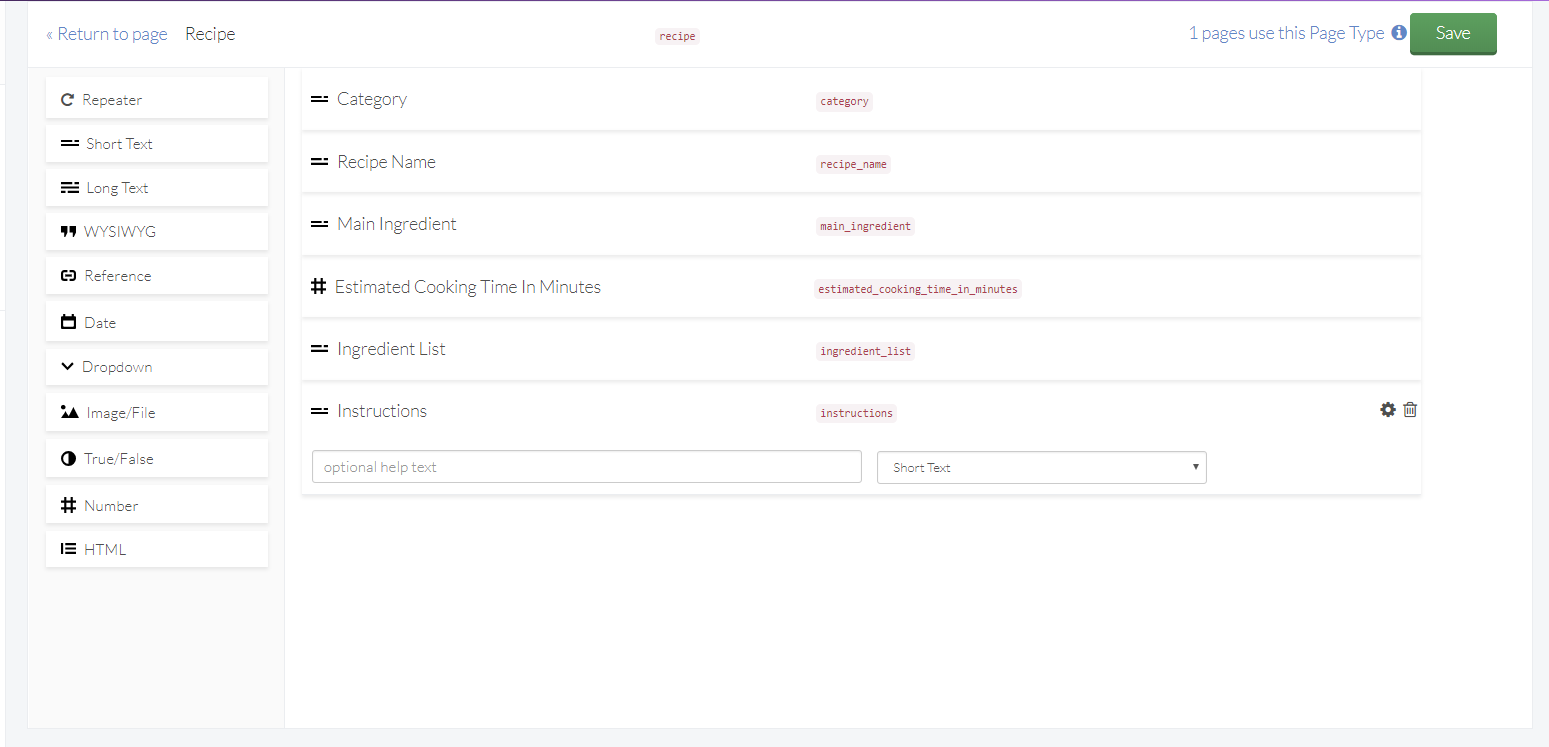 « Return to page Recipe recipe 1 pages use this Page Type Save
Repeater
Short Text
Long Text
WYSIWYG
Reference
Date
Dropdown
Image/File
True/False
Number
HTML
Category category
Recipe Name recipe_name
Main Ingredient main_ingredient
Estimated Cooking Time In Minutes estimated_cooking_time_in_minutes
Ingredient List ingredient_list
Instructions instructions
optional help text Short Text